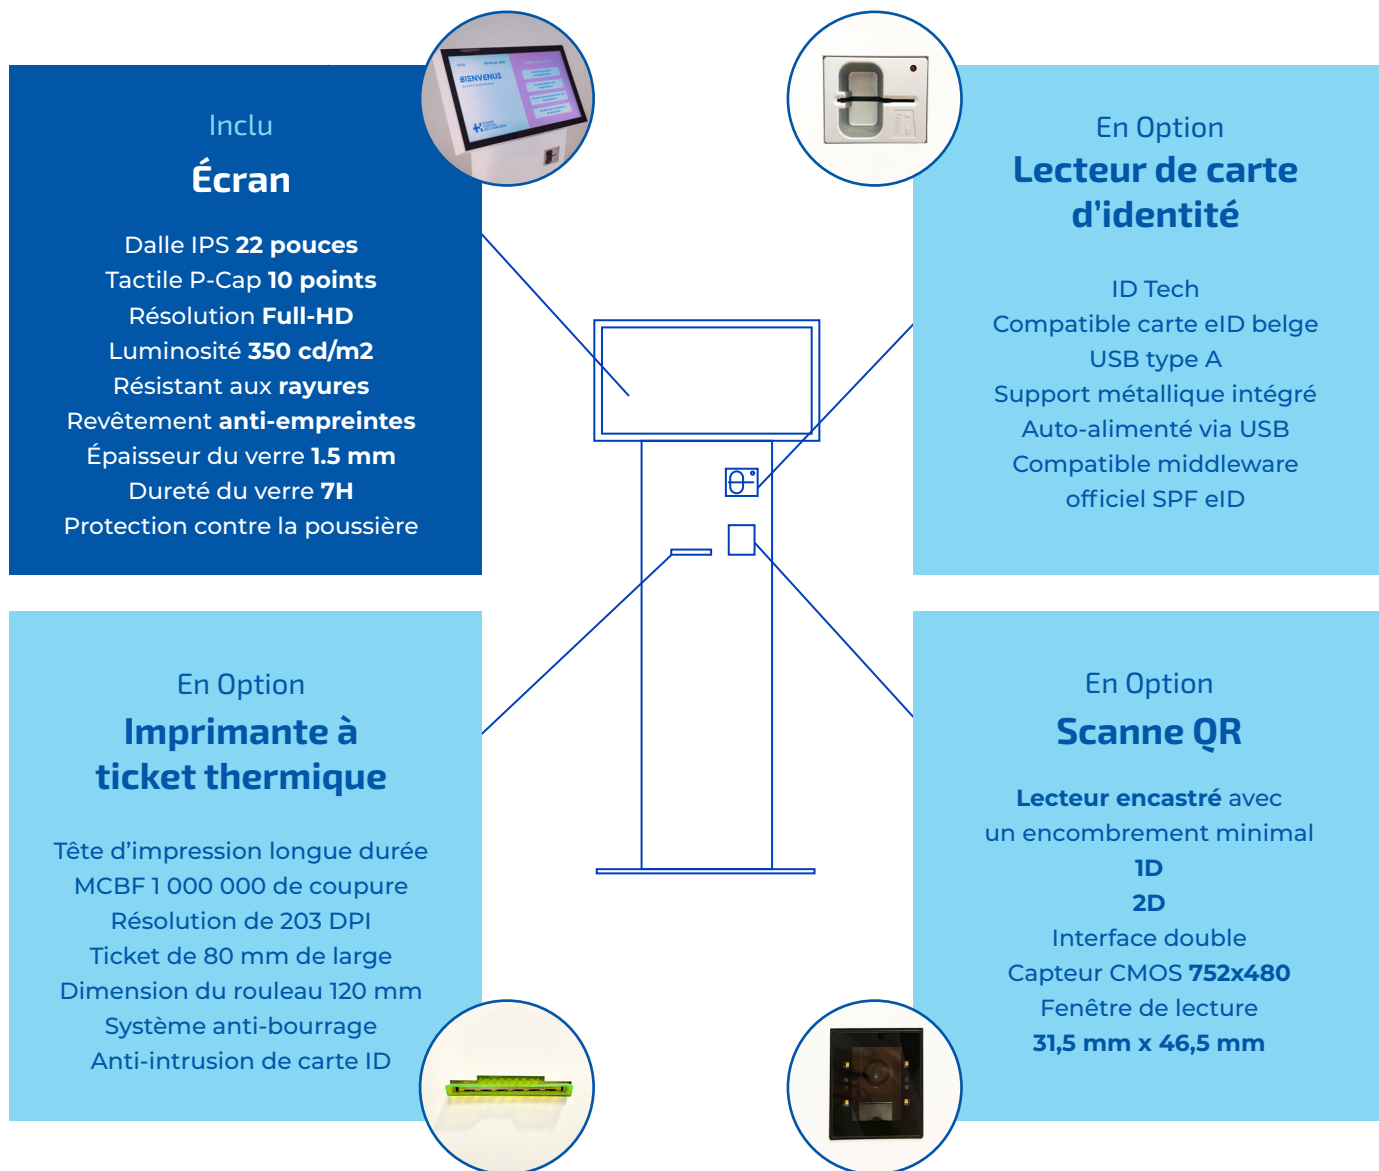 Inclu
Écran
Dalle IPS 22 pouces
Tactile P-Cap 10 points
Résolution Full-HD
Luminosité 350 cd/m2
Résistant aux rayures
Revêtement anti-empreintes
Épaisseur du verre 1.5 mm
Dureté du verre 7H
Protection contre la poussière
BIENVENUE
En Option
Lecteur de carte
d’identité
ID Tech
Compatible carte eID belge
USB type A
Support métallique intégré
Auto-alimenté via USB
Compatible middleware
officiel SPF eID
En Option
Imprimante à
ticket thermique
Tête d’impression longue durée
MCBF 1 000 000 de coupure
Résolution de 203 DPI
Ticket de 80 mm de large
Dimension du rouleau 120 mm
Système anti-bourrage
Anti-intrusion de carte ID
En Option
Scanne QR
Lecteur encastré avec
un encombrement minimal
1D
2D
Interface double
Capteur CMOS 752x480
Fenêtre de lecture
31,5 mm x 46,5 mm